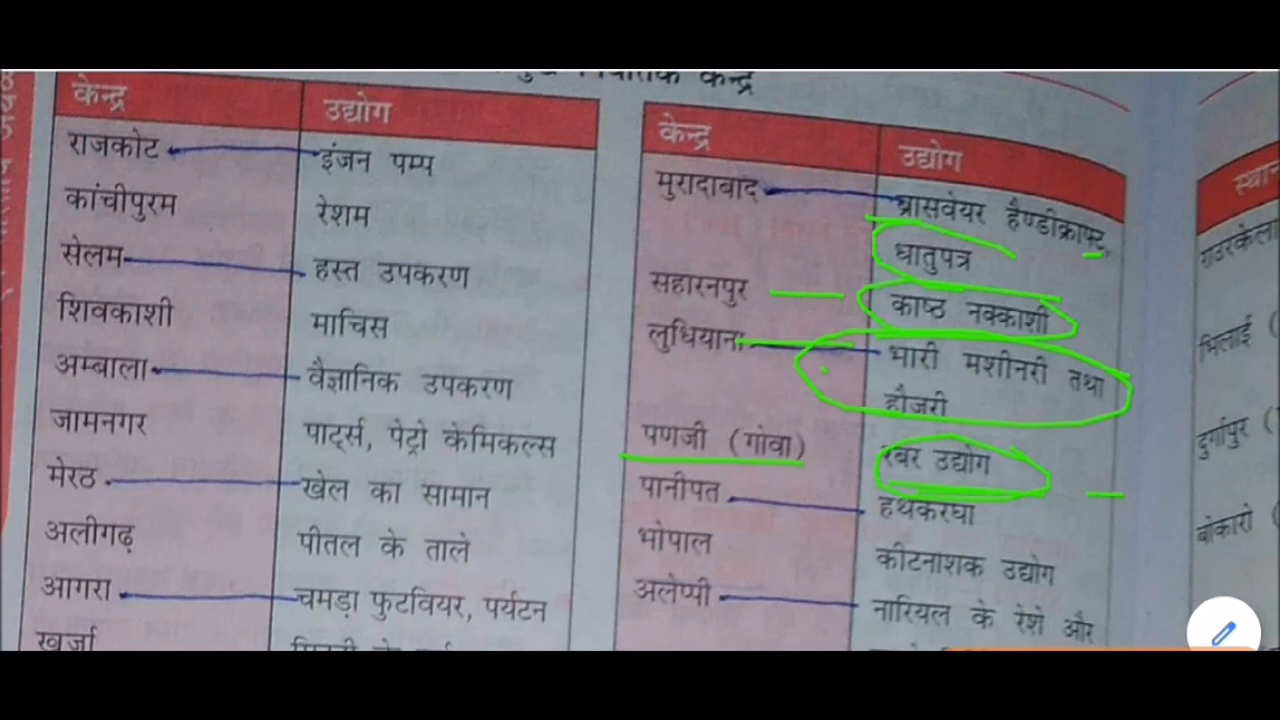 केन्द्र
केन्द्र उद्योग
राजकोट इंजन पम्प
कांचीपुरम रेशम
सेलम हस्त उपकरण
शिवकाशी माचिस
अम्बाला वैज्ञानिक उपकरण
जामनगर पार्ट्स, पेट्रो केमिकल्स
मेरठ खेल का सामान
अलीगढ़ पीतल के ताले
आगरा चमड़ा फुटवियर, पर्यटन
खुर्जा
केन्द्र उद्योग
मुरादाबाद ब्रासवेयर हैण्डीक्राफ्ट,
धातुपत्र
सहारनपुर काष्ठ नक्काशी
लुधियाना भारी मशीनरी तथा
हौजरी
पणजी (गोवा) रबर उद्योग
पानीपत हथकरघा
भोपाल कीटनाशक उद्योग
अलेप्पी नारियल के रेशे और
राउरकेला
भिलाई (
दुर्गापुर (
बोकारो